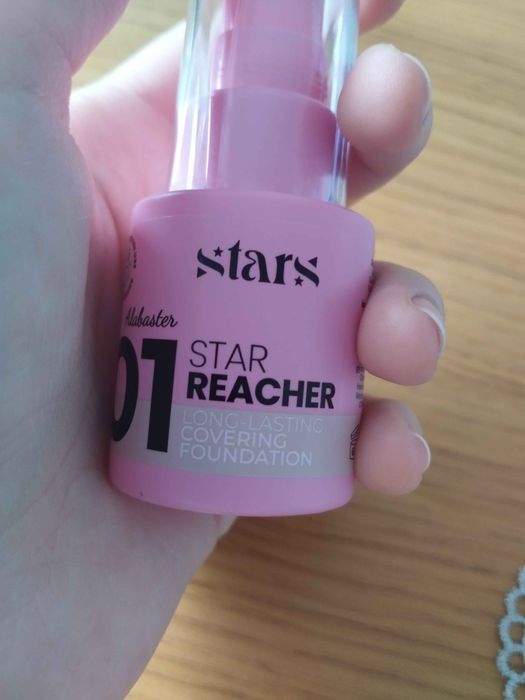 stars
Alabaster
01
STAR
REACHER
LONG-LASTING
COVERING
FOUNDATION